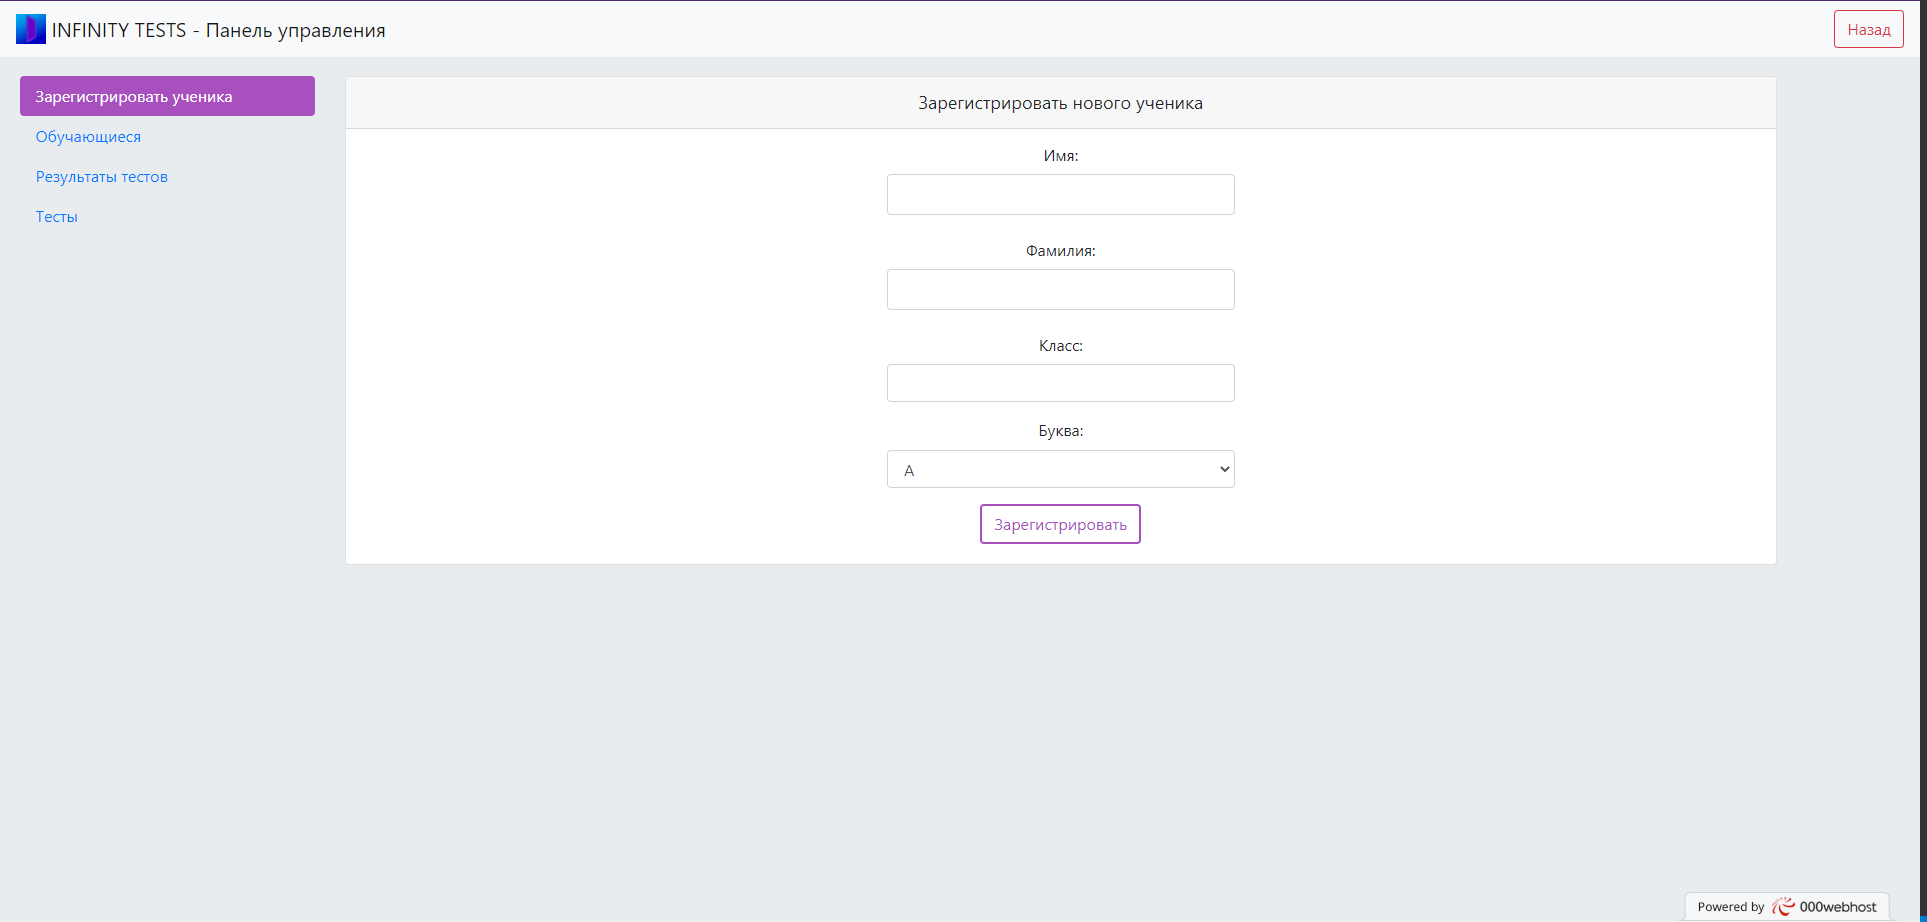 INFINITY TESTS - Панель управления
Назад
Зарегистрировать ученика
Обучающиеся
Результаты тестов
Тесты
Зарегистрировать нового ученика
Имя:
Фамилия:
Класс:
Буква:
А
Зарегистрировать
Powered by 000webhost